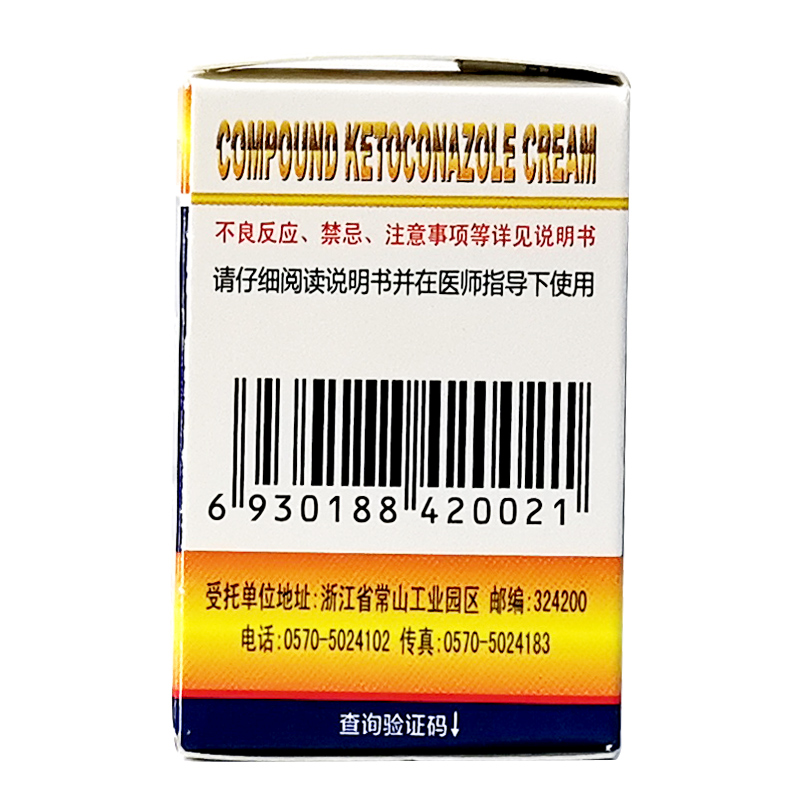 COMPOUND KETOCONAZOLE CREAM
不良反应、禁忌、注意事项等详见说明书
请仔细阅读说明书并在医师指导下使用
6 930188 420021
受托单位地址:浙江省常山工业园区 邮编:324200
电话:0570-5024102 传真:0570-5024183
查询验证码↓